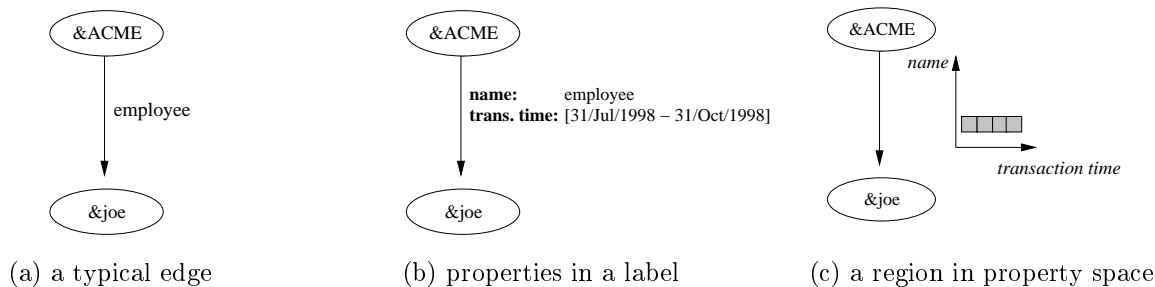 &ACME
employee
&joe
(a) a typical edge
&ACME
name: employee
trans. time: [31/Jul/1998 – 31/Oct/1998]
&joe
(b) properties in a label
&ACME
name
transaction time
&joe
(c) a region in property space